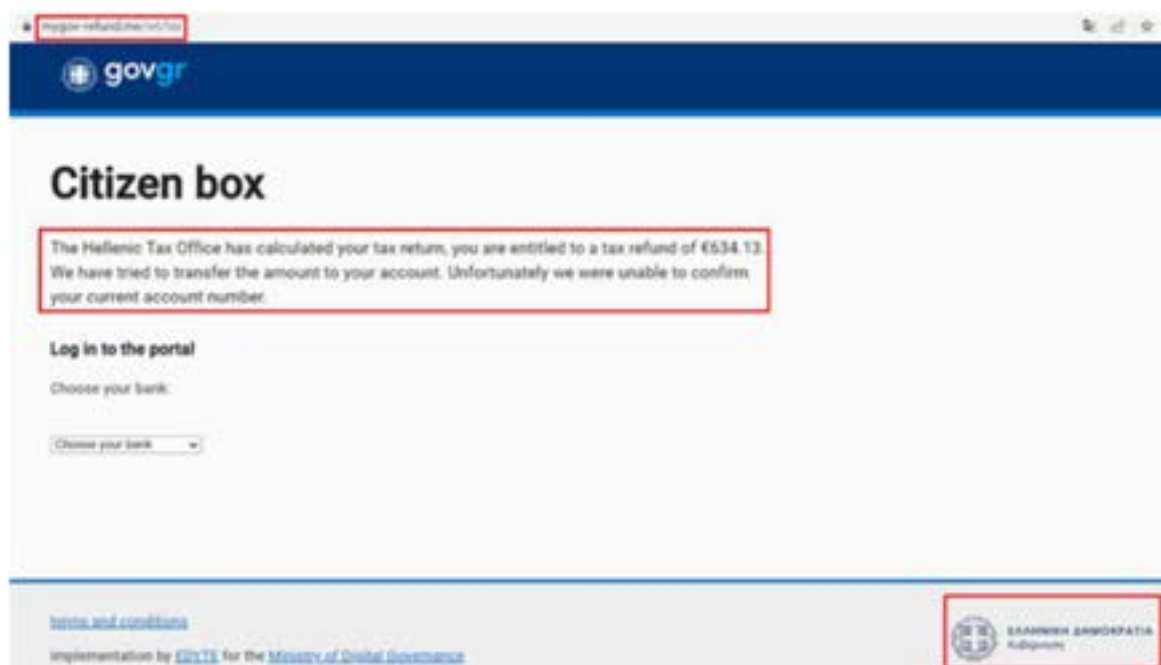 govgr
Citizen box
The Hellenic Tax Office has calculated your tax return, you are entitled to a tax refund of €634.13.
We have tried to transfer the amount to your account. Unfortunately we were unable to confirm
your current account number.
Log in to the portal
Choose your bank:
Choose your bank
terms and conditions
implementation by EDYTE for the Ministry of Digital Governance
ΕΛΛΗΝΙΚΗ ΔΗΜΟΚΡΑΤΙΑ
Κυβέρνηση